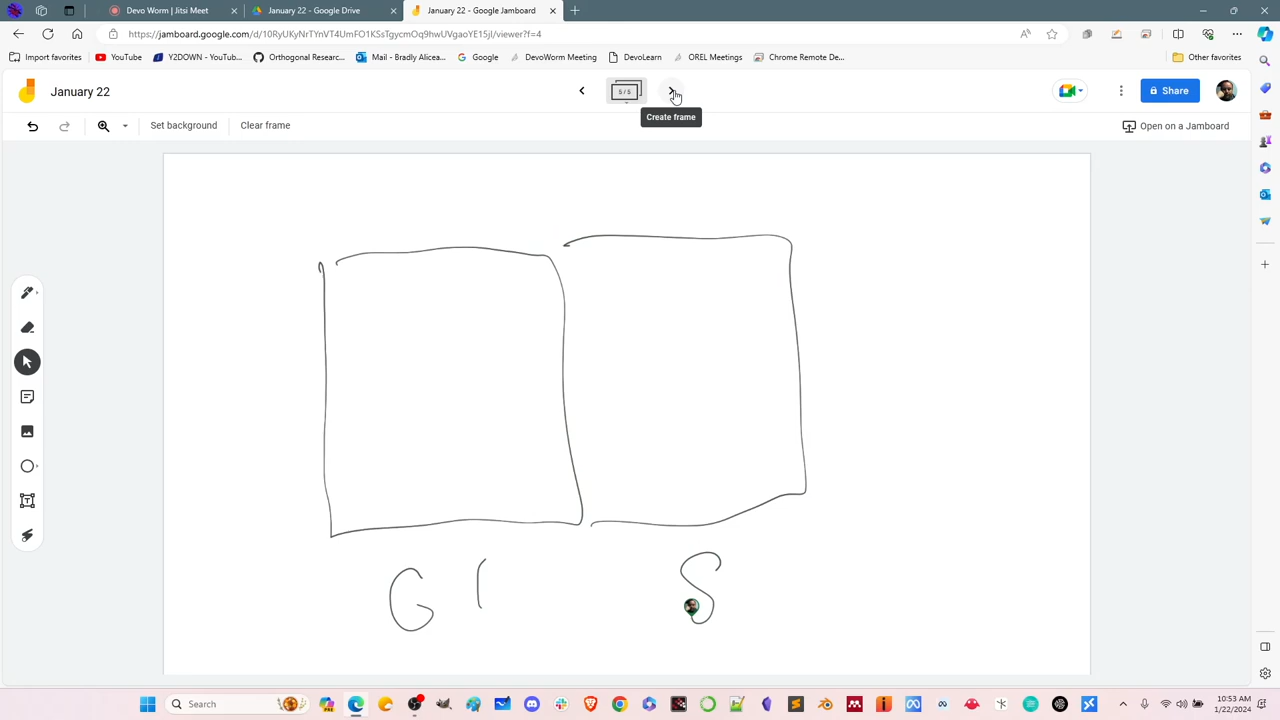 Devo Worm | Jitsi Meet
January 22 - Google Drive
January 22 - Google Jamboard
https://jamboard.google.com/d/10RyUKyNrTYnVT4UmFO1KSsTgycmOq9hwUVgaoYE15jI/viewer?f=4
Import favorites
YouTube
Y2DOWN - YouTub...
Orthogonal Researc...
Mail - Bradly Alicea...
Google
DevoWorm Meeting
DevoLearn
OREL Meetings
Chrome Remote De...
Other favorites
January 22
5 / 5
Share
Create frame
Set background
Clear frame
Open on a Jamboard
G 1
S
Search
10:53 AM
1/22/2024